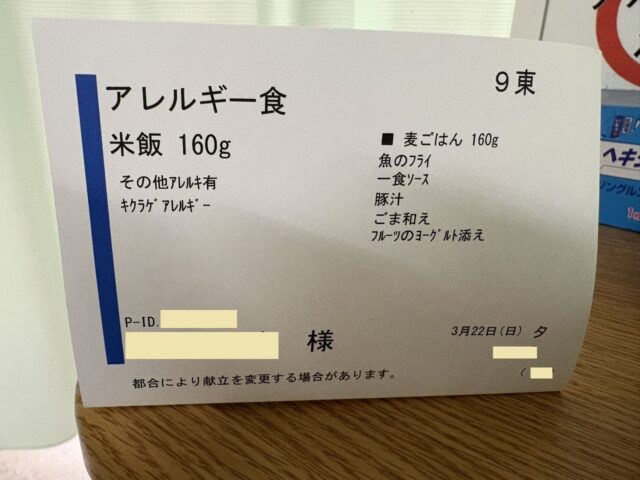 アレルギー食
9東
米飯 160g
その他アレルキ有
キクラゲアレルギー
■ 麦ごはん 160g
魚のフライ
一食ソース
豚汁
ごま和え
フルーツのヨーグルト添え
P-ID.
様
3月22日(日) 夕
(
都合により献立を変更する場合があります。
ヘキ